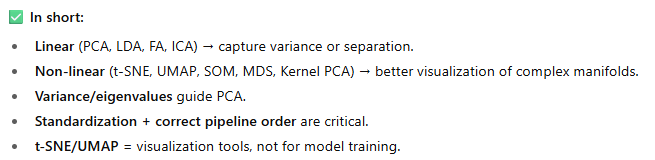 ✅ In short:
• Linear (PCA, LDA, FA, ICA) → capture variance or separation.
• Non-linear (t-SNE, UMAP, SOM, MDS, Kernel PCA) → better visualization of complex manifolds.
• Variance/eigenvalues guide PCA.
• Standardization + correct pipeline order are critical.
• t-SNE/UMAP = visualization tools, not for model training.